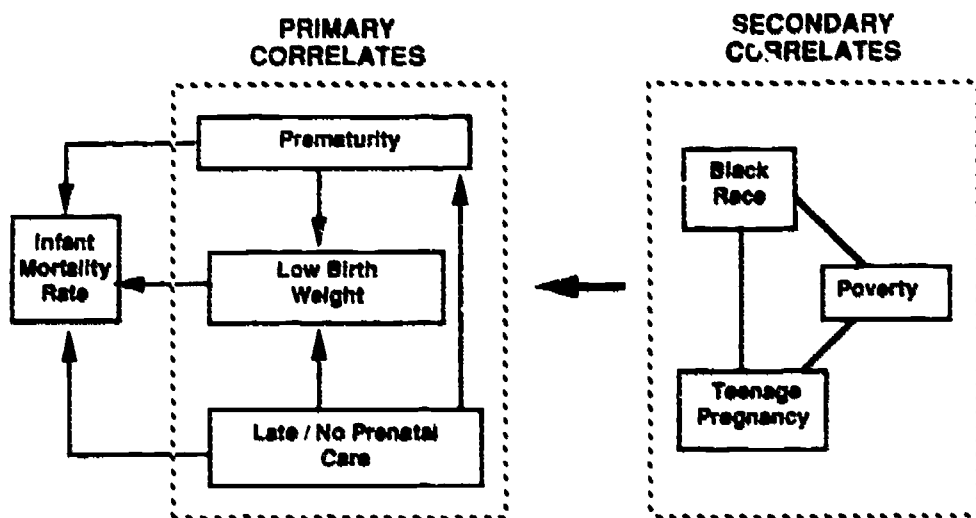 PRIMARY
CORRELATES
Prematurity
Infant
Mortality
Rate
Low Birth
Weight
Late / No Prenatal
Care
SECONDARY
CORRELATES
Black
Race
Poverty
Teenage
Pregnancy